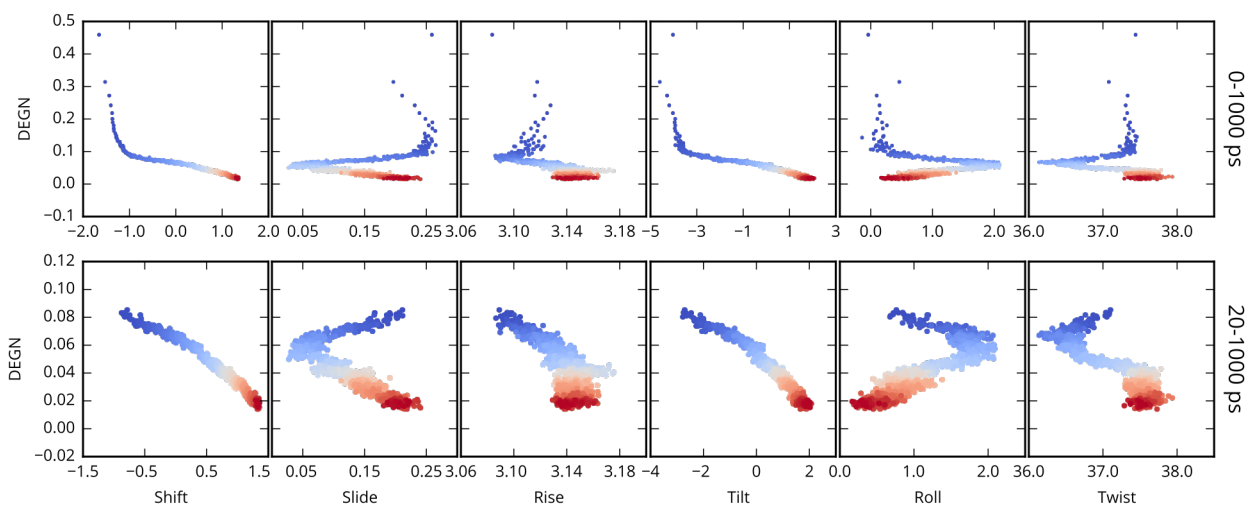 0.5
0.4
0.3
0.2
0.1
0.0
−0.1
DEGN
−2.0 −1.0 0.0 1.0 2.0 0.05 0.15 0.25 3.06 3.10 3.14 3.18 −5 −3 −1 1 3 0.0 1.0 2.0 36.0 37.0 38.0
0-1000 ps
0.12
0.10
0.08
0.06
0.04
0.02
0.00
−0.02
DEGN
−1.5 −0.5 0.5 1.5 0.05 0.15 0.25 3.06 3.10 3.14 3.18 −4 −2 0 2 0.0 1.0 2.0 36.0 37.0 38.0
20-1000 ps
Shift Slide Rise Tilt Roll Twist